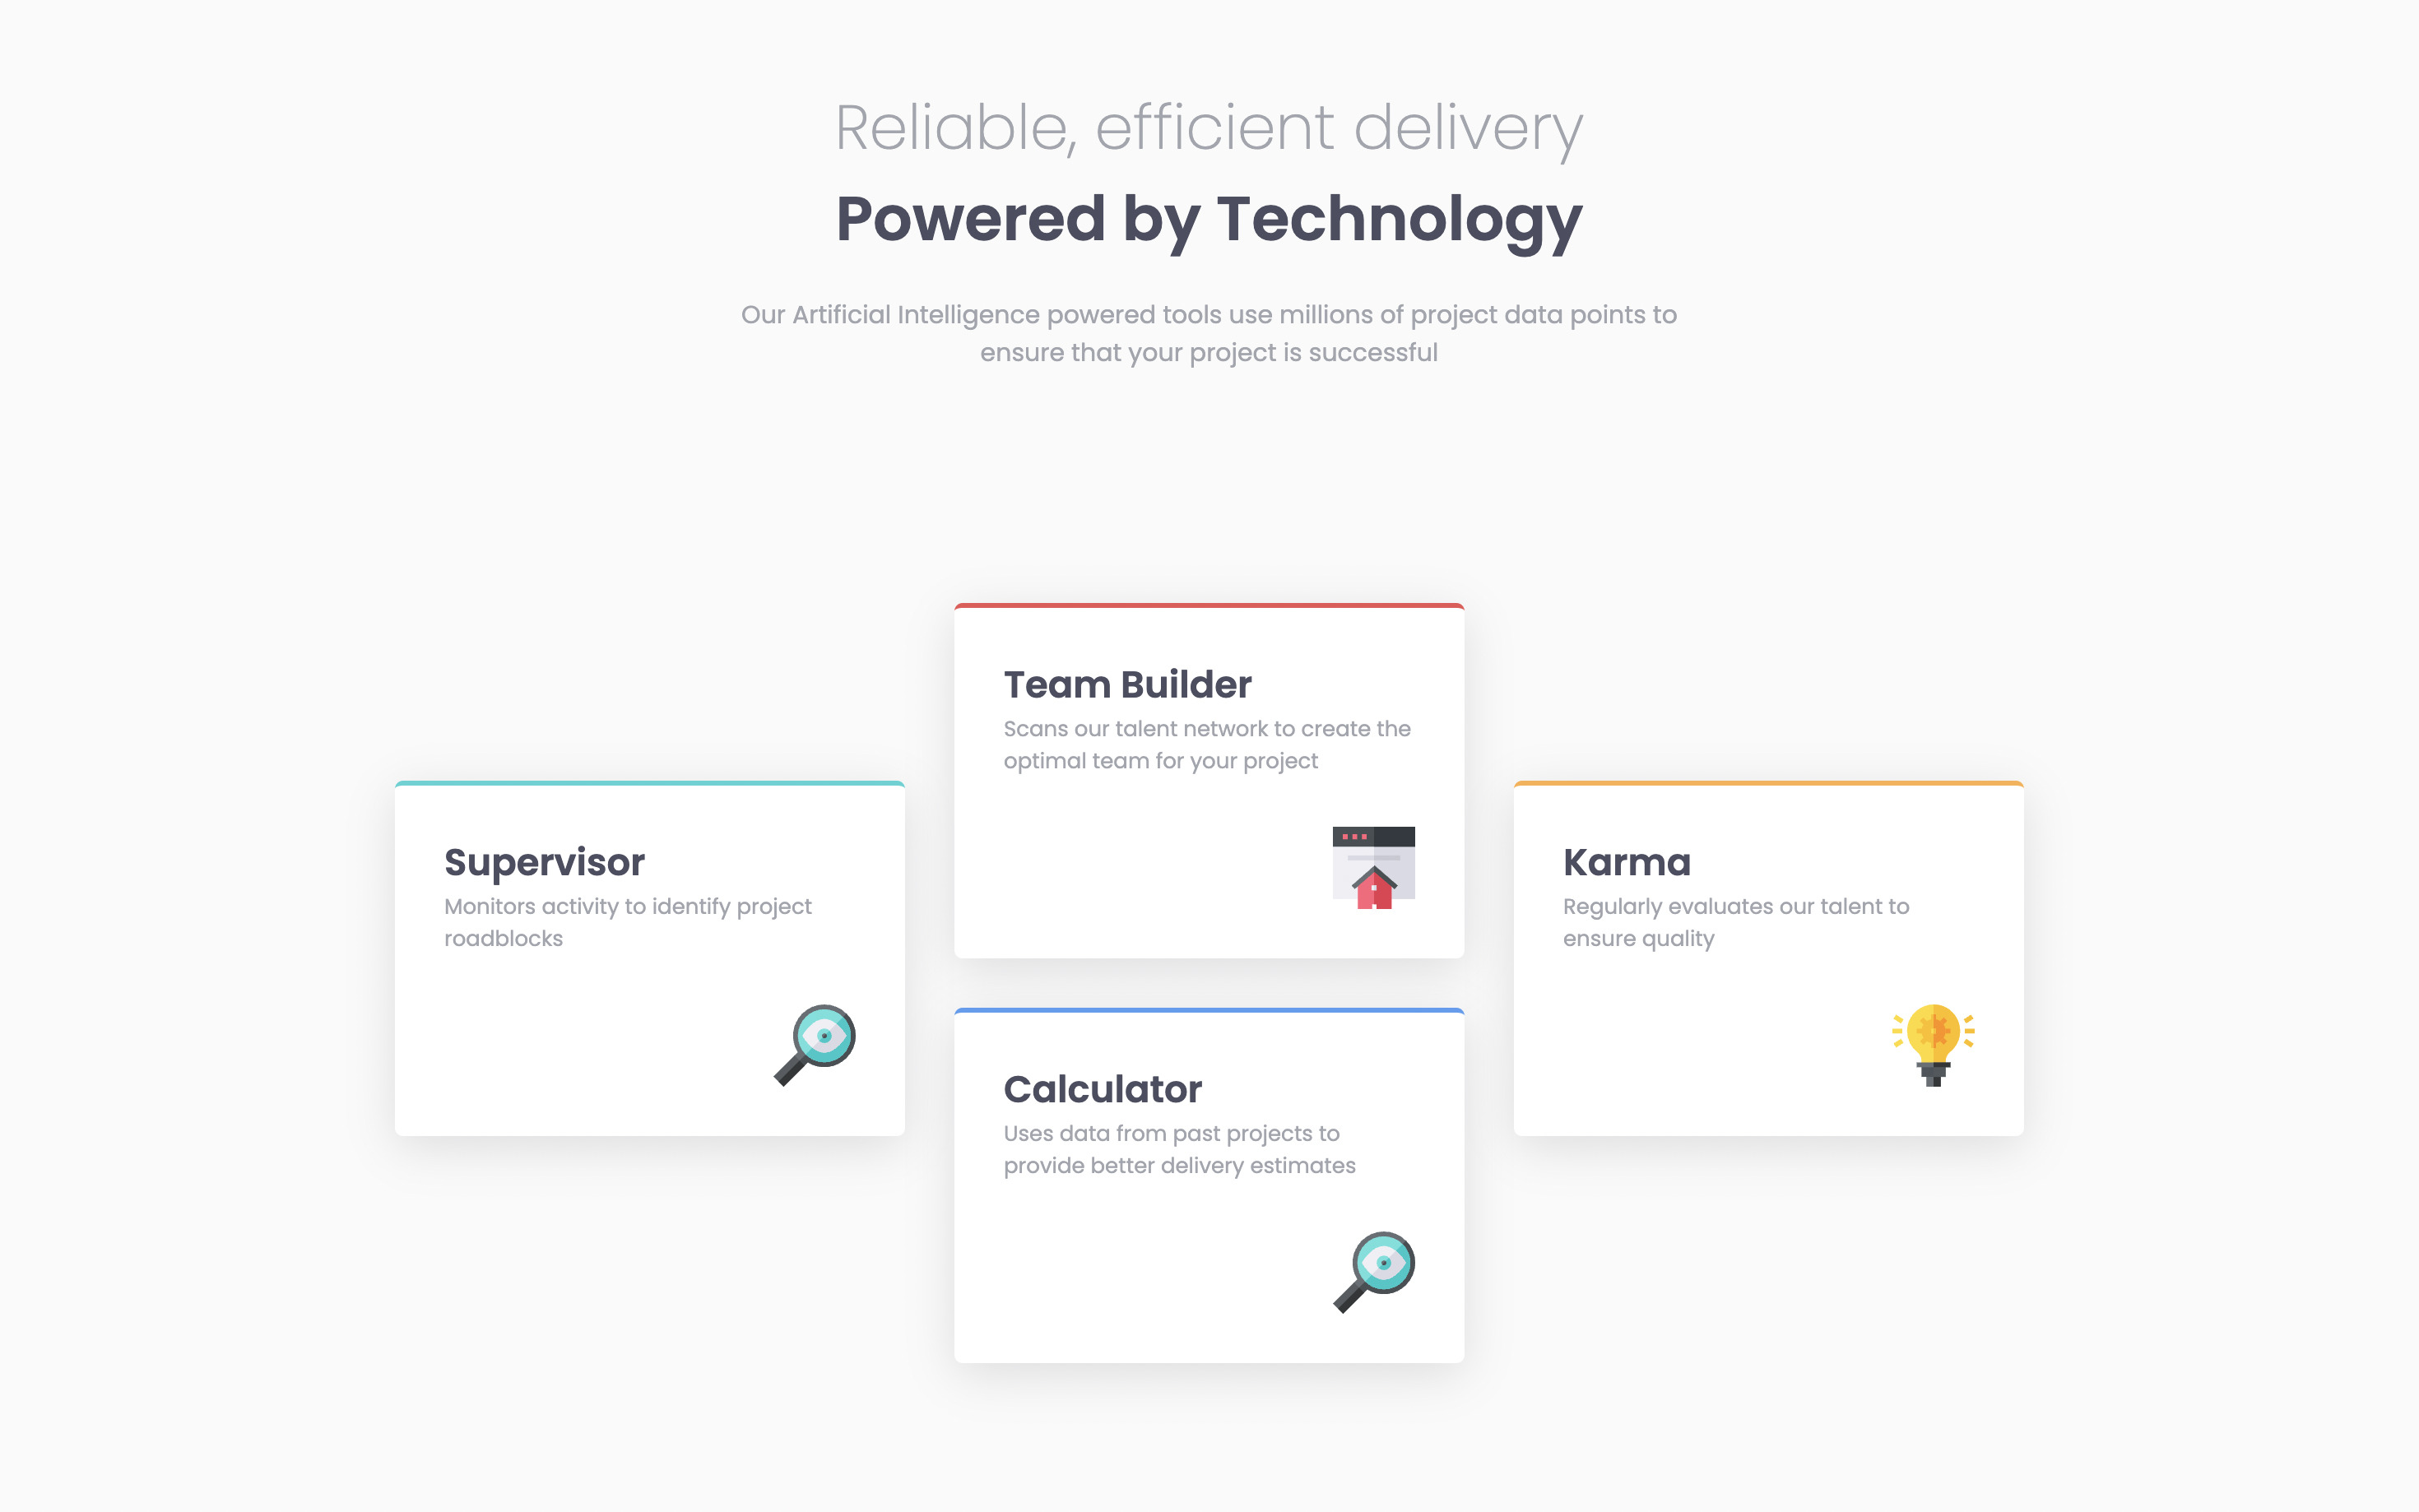 Reliable, efficient delivery
Powered by Technology
Our Artificial Intelligence powered tools use millions of project data points to
ensure that your project is successful
Supervisor
Monitors activity to identify project
roadblocks
Team Builder
Scans our talent network to create the
optimal team for your project
Calculator
Uses data from past projects to
provide better delivery estimates
Karma
Regularly evaluates our talent to
ensure quality